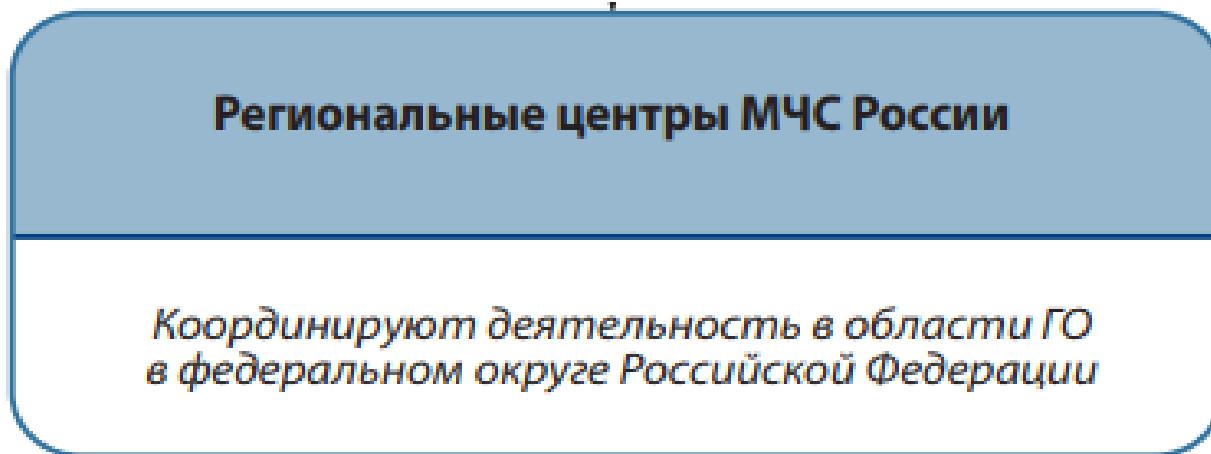 Региональные центры МЧС России
Координируют деятельность в области ГО
в федеральном округе Российской Федерации